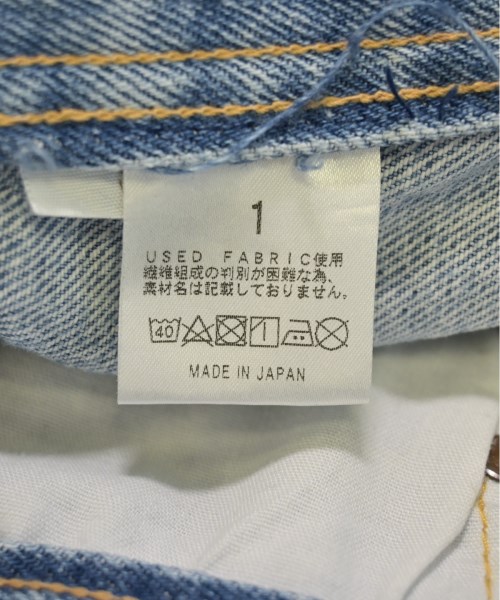 1
USED FABRIC使用
繊維組成の判別が困難な為、
素材名は記載しておりません。
40
MADE IN JAPAN